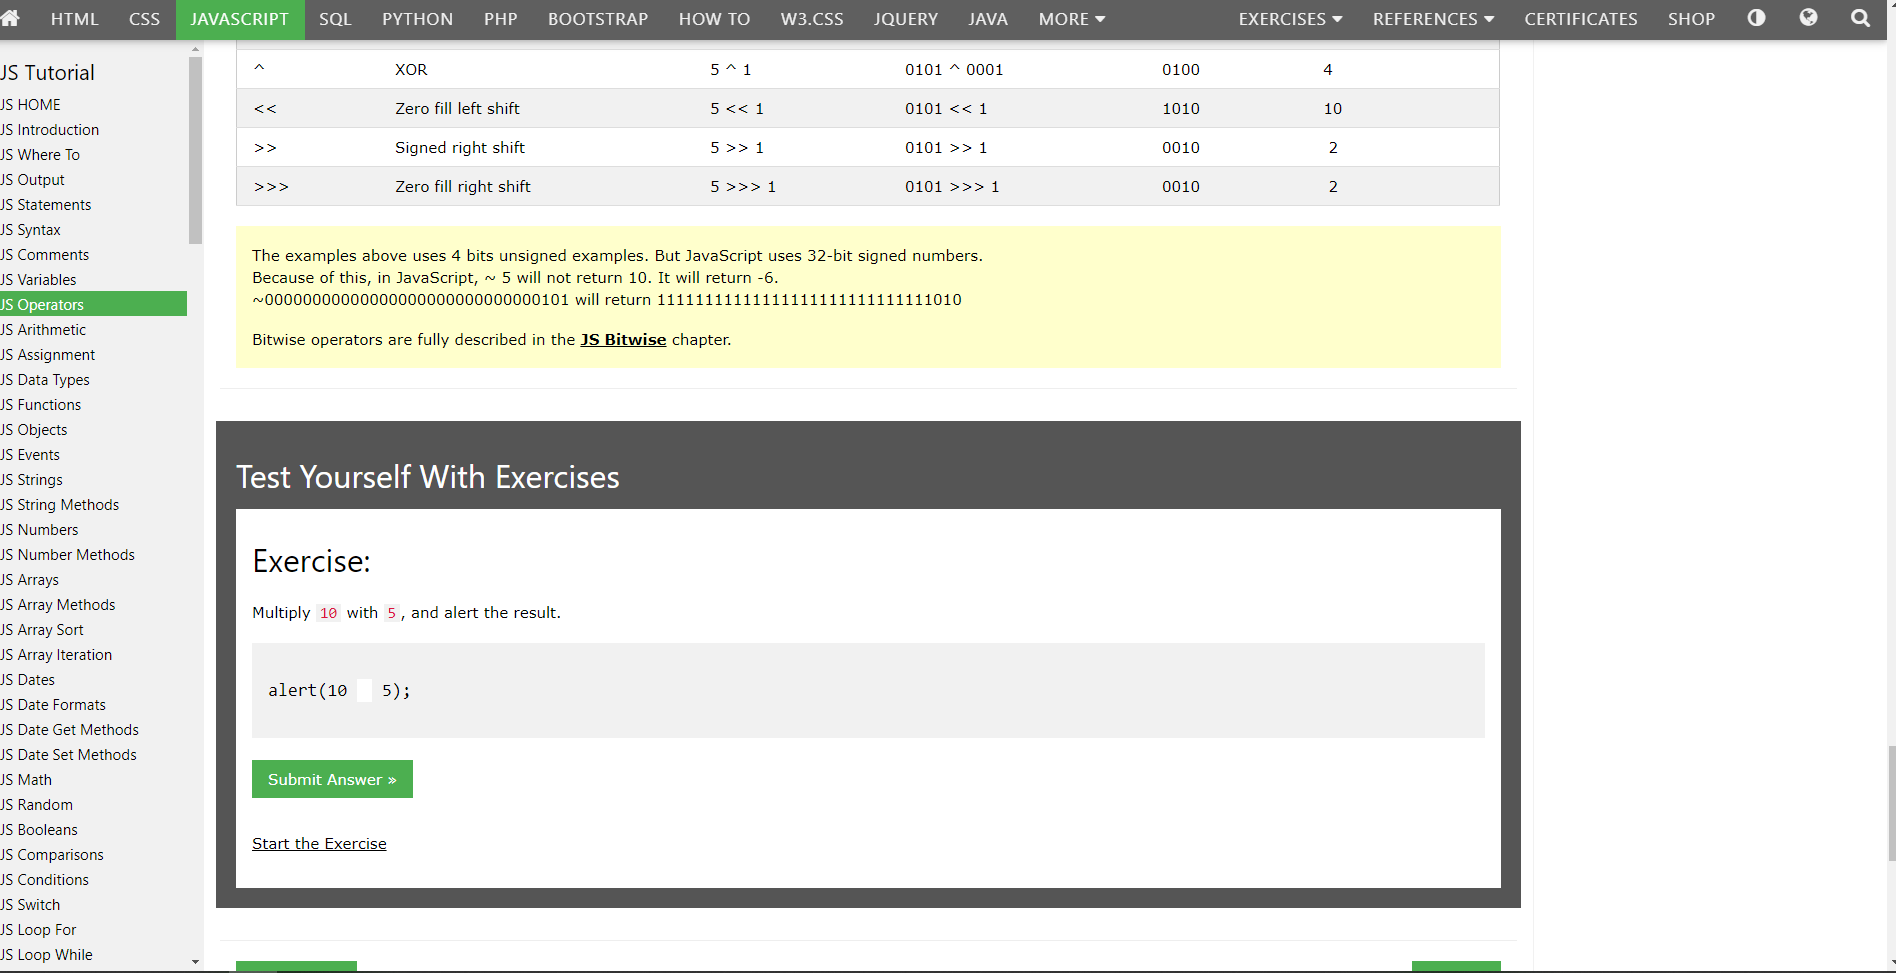 HTML CSS JAVASCRIPT SQL PYTHON PHP BOOTSTRAP HOW TO W3.CSS JQUERY JAVA MORE EXERCISES REFERENCES CERTIFICATES SHOP
JS Tutorial
JS HOME
JS Introduction
JS Where To
JS Output
JS Statements
JS Syntax
JS Comments
JS Variables
JS Operators
JS Arithmetic
JS Assignment
JS Data Types
JS Functions
JS Objects
JS Events
JS Strings
JS String Methods
JS Numbers
JS Number Methods
JS Arrays
JS Array Methods
JS Array Sort
JS Array Iteration
JS Dates
JS Date Formats
JS Date Get Methods
JS Date Set Methods
JS Math
JS Random
JS Booleans
JS Comparisons
JS Conditions
JS Switch
JS Loop For
JS Loop While
^ XOR 5 ^ 1 0101 ^ 0001 0100 4
<< Zero fill left shift 5 << 1 0101 << 1 1010 10
>> Signed right shift 5 >> 1 0101 >> 1 0010 2
>>> Zero fill right shift 5 >>> 1 0101 >>> 1 0010 2
The examples above uses 4 bits unsigned examples. But JavaScript uses 32-bit signed numbers.
Because of this, in JavaScript, ~ 5 will not return 10. It will return -6.
~00000000000000000000000000000101 will return 11111111111111111111111111111010
Bitwise operators are fully described in the JS Bitwise chapter.
Test Yourself With Exercises
Exercise:
Multiply 10 with 5, and alert the result.
alert(10 5);
Submit Answer »
Start the Exercise